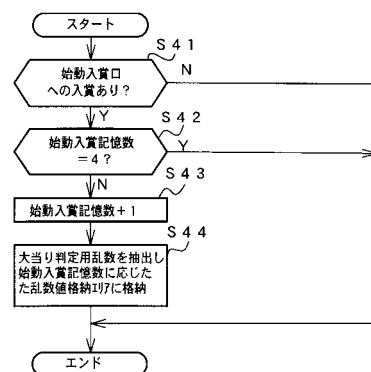 スタート
S41
始動入賞口
への入賞あり?
N
Y
S42
始動入賞記憶数
=4?
Y
N
S43
始動入賞記憶数+1
S44
大当り判定用乱数を抽出し
始動入賞記憶数に応じた
た乱数値格納エリアに格納
エンド